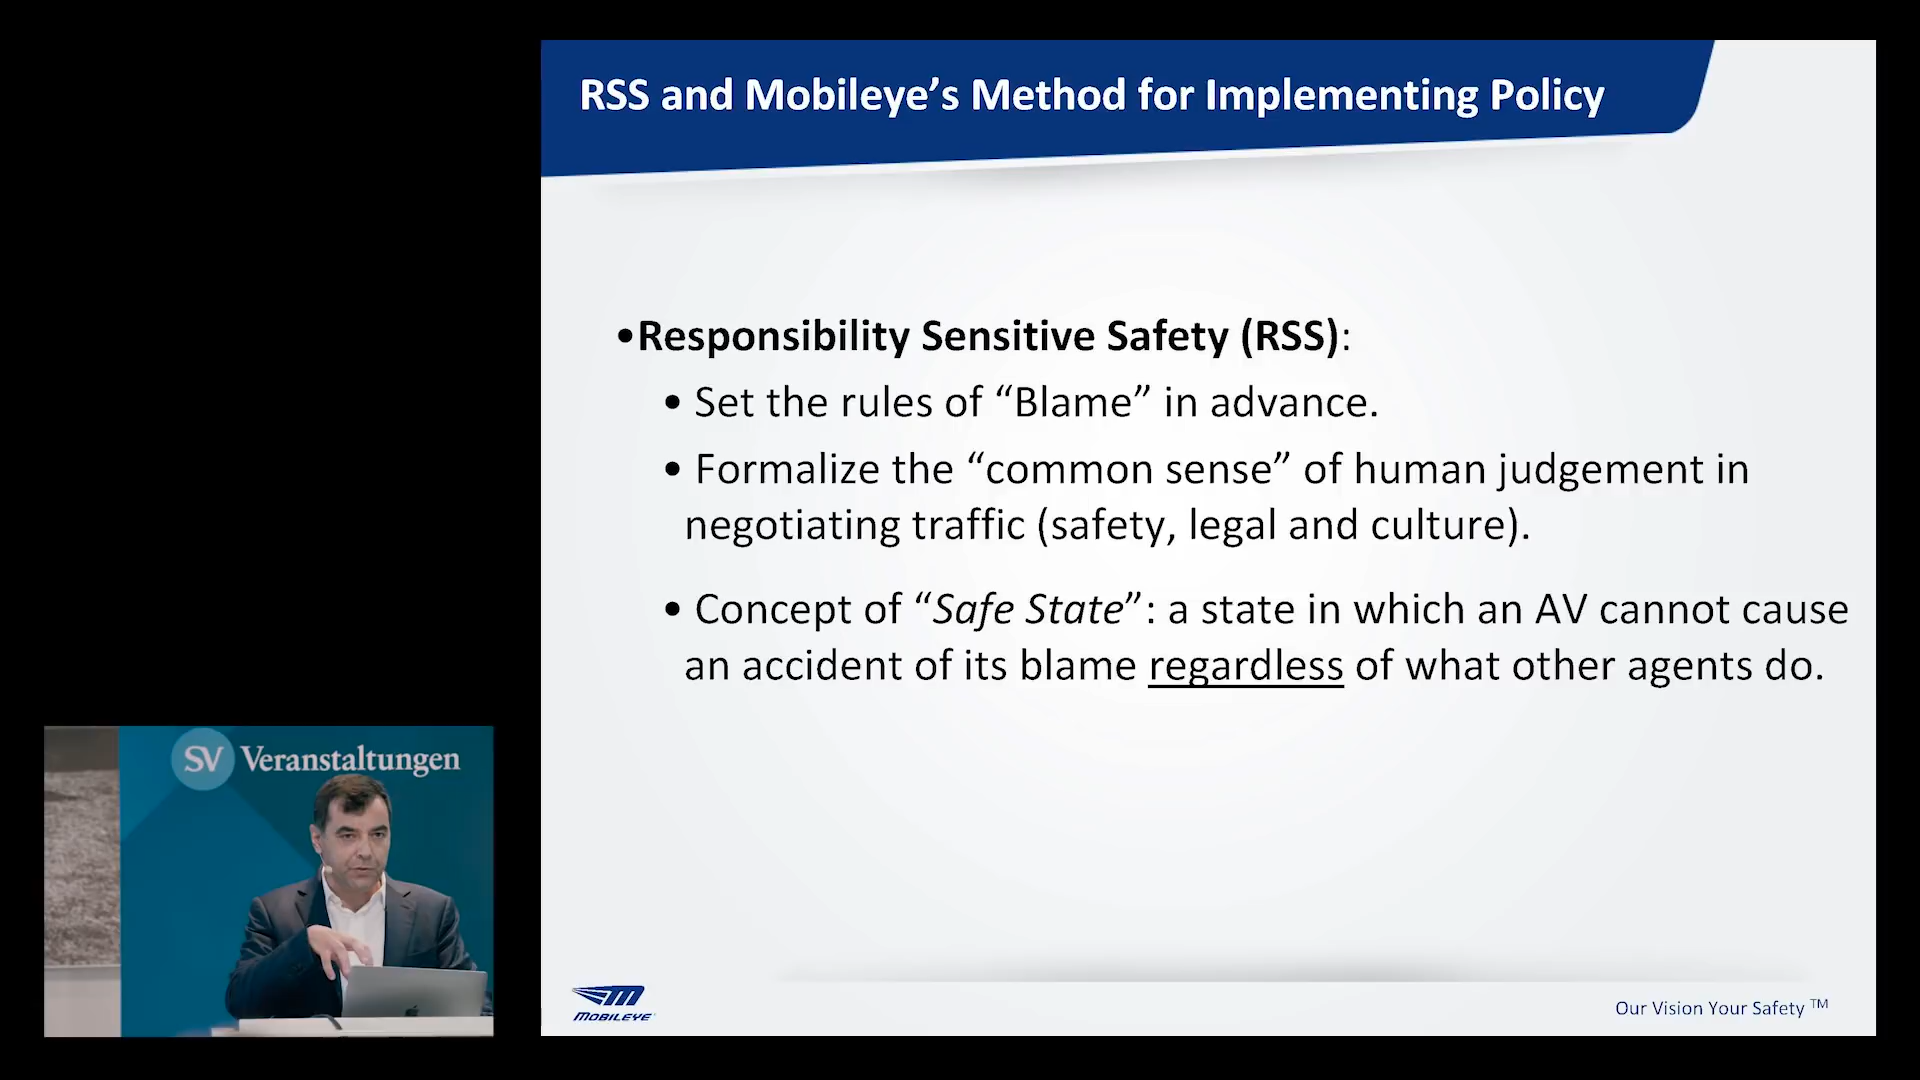 RSS and Mobileye’s Method for Implementing Policy
•Responsibility Sensitive Safety (RSS):
• Set the rules of “Blame” in advance.
• Formalize the “common sense” of human judgement in
negotiating traffic (safety, legal and culture).
• Concept of “Safe State”: a state in which an AV cannot cause
an accident of its blame regardless of what other agents do.
SV Veranstaltungen
MOBILEYE
Our Vision Your Safety TM